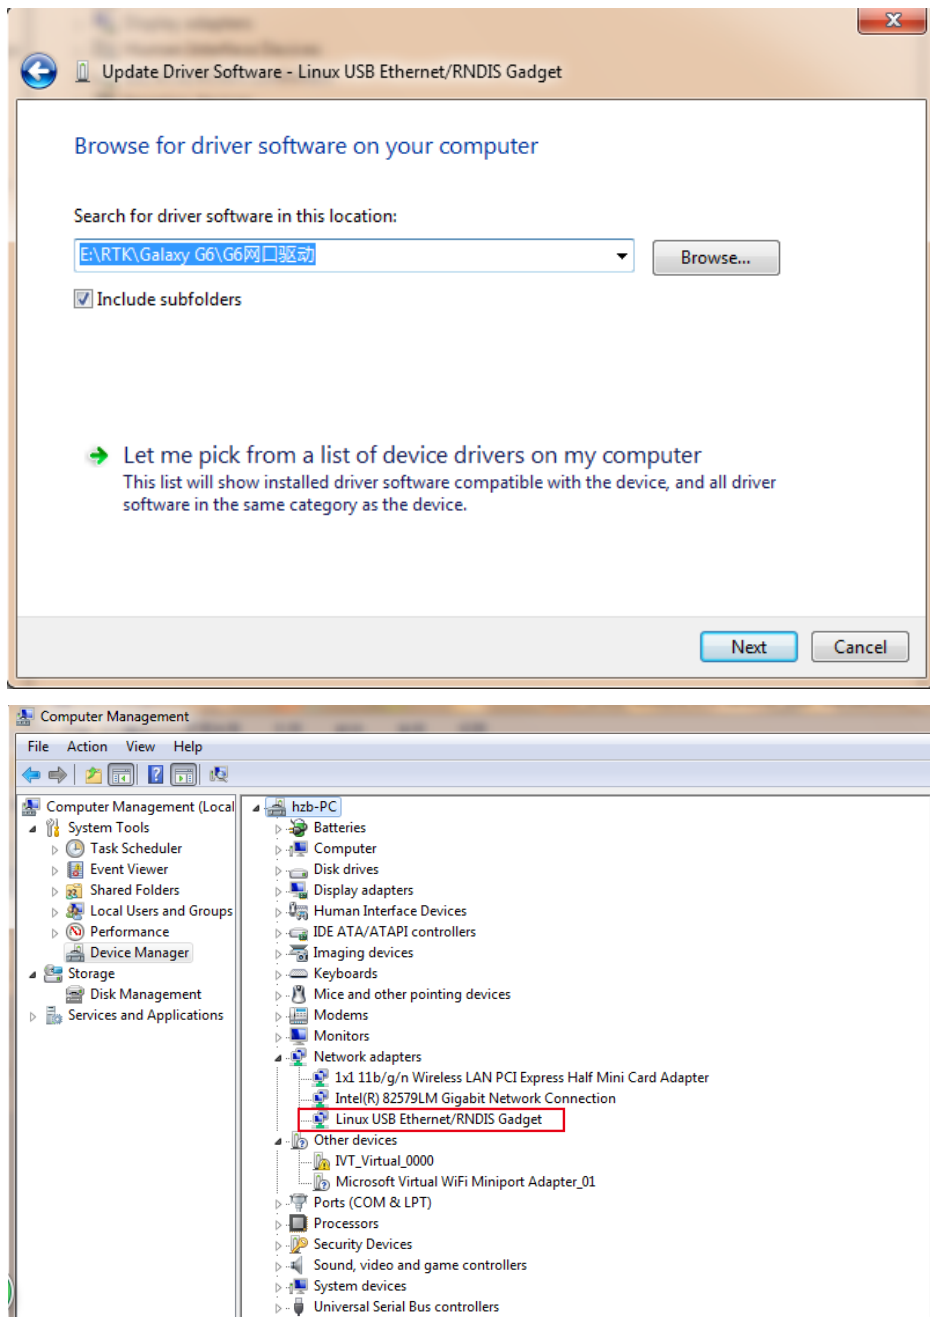 Update Driver Software - Linux USB Ethernet/RNDIS Gadget
Browse for driver software on your computer
Search for driver software in this location:
E:\RTK\Galaxy G6\G6网口驱动
Browse...
Include subfolders
Let me pick from a list of device drivers on my computer
This list will show installed driver software compatible with the device, and all driver
software in the same category as the device.
Next
Cancel
Computer Management
File Action View Help
Computer Management (Local
System Tools
Task Scheduler
Event Viewer
Shared Folders
Local Users and Groups
Performance
Device Manager
Storage
Disk Management
Services and Applications
hzb-PC
Batteries
Computer
Disk drives
Display adapters
Human Interface Devices
IDE ATA/ATAPI controllers
Imaging devices
Keyboards
Mice and other pointing devices
Modems
Monitors
Network adapters
1x1 11b/g/n Wireless LAN PCI Express Half Mini Card Adapter
Intel(R) 82579LM Gigabit Network Connection
Linux USB Ethernet/RNDIS Gadget
Other devices
IVT_Virtual_0000
Microsoft Virtual WiFi Miniport Adapter_01
Ports (COM & LPT)
Processors
Security Devices
Sound, video and game controllers
System devices
Universal Serial Bus controllers